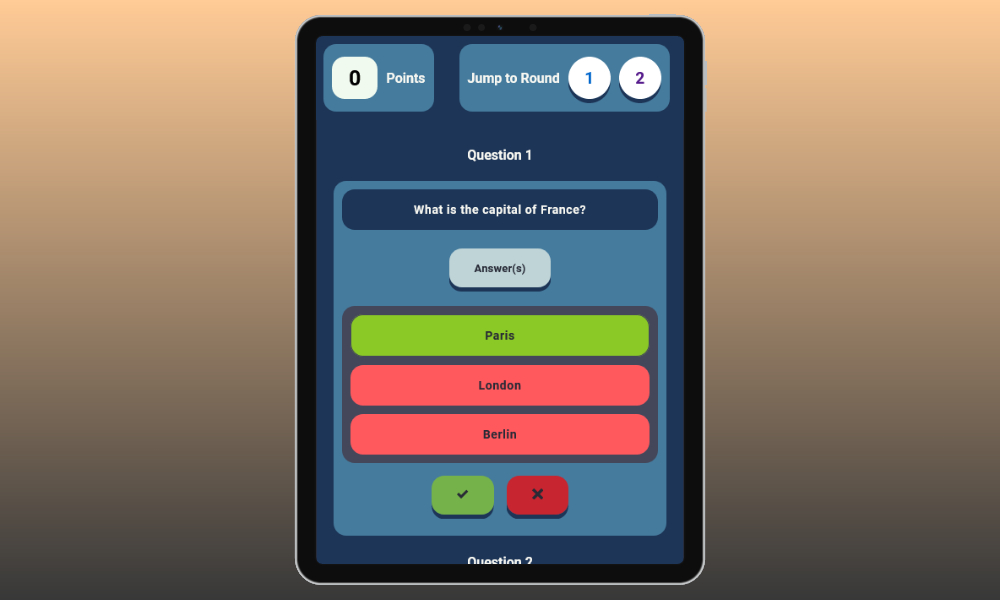 0 Points
Jump to Round 1 2
Question 1
What is the capital of France?
Answer(s)
Paris
London
Berlin
Question 2